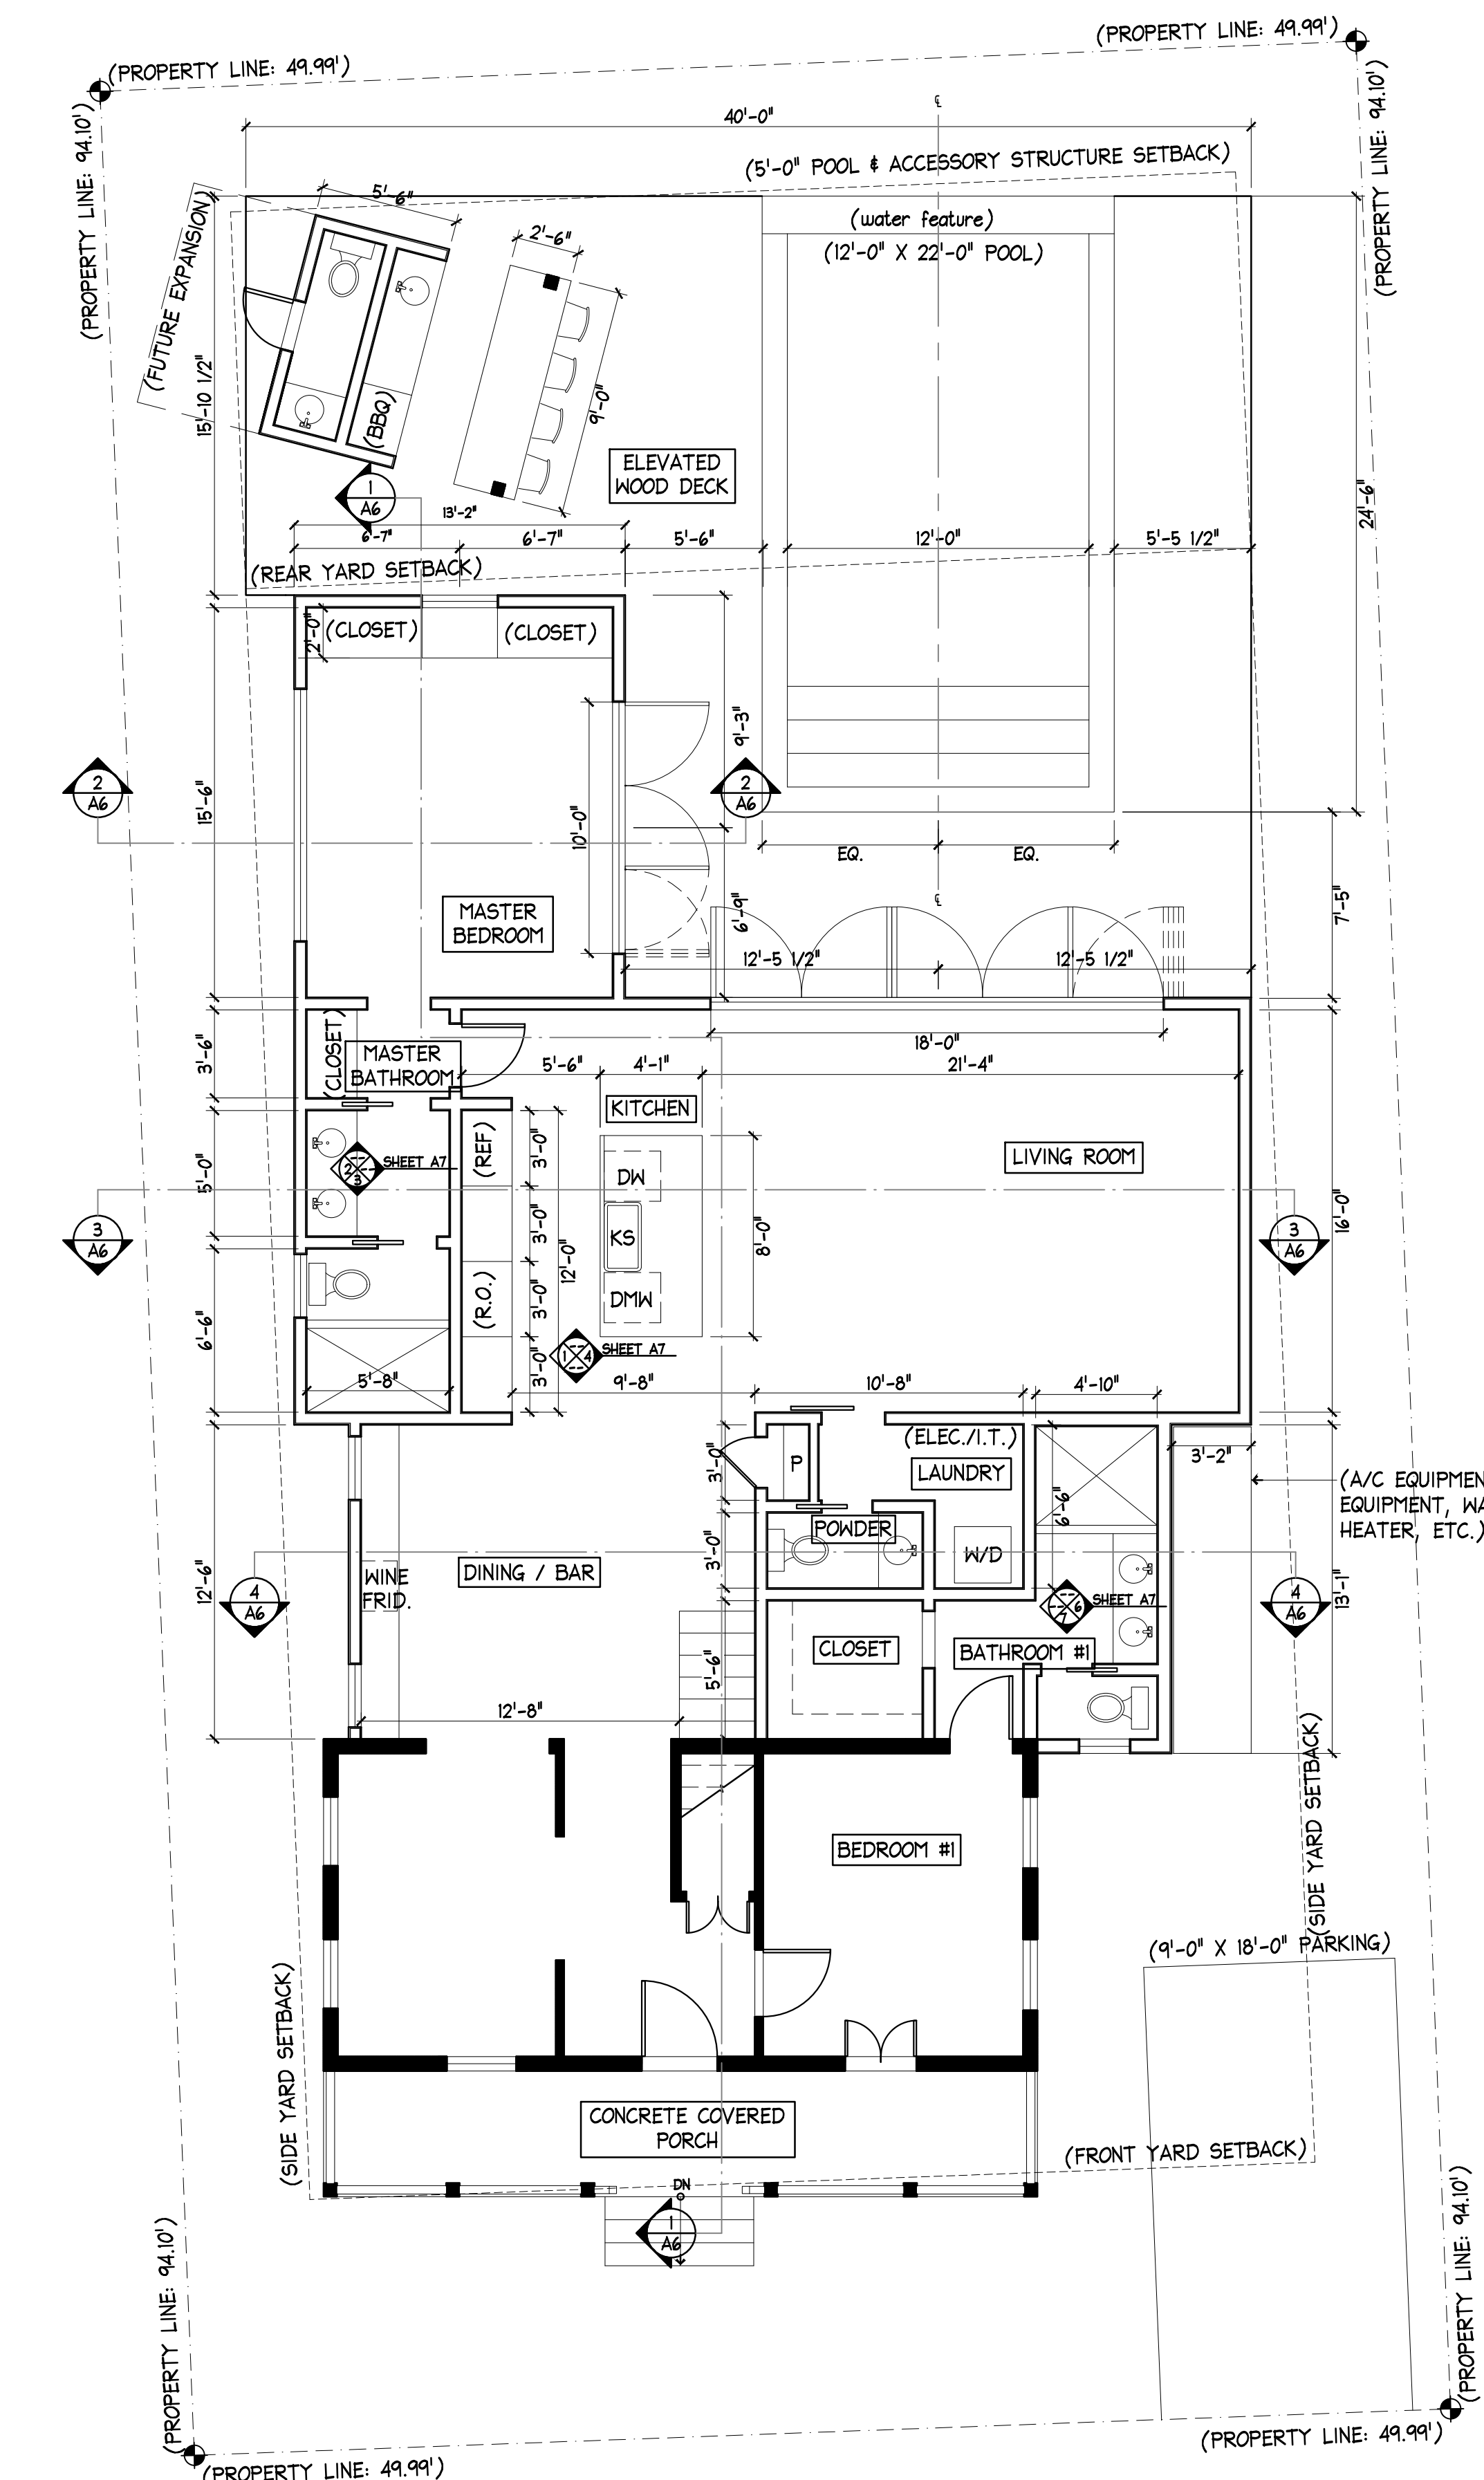 (PROPERTY LINE: 49.99')
(PROPERTY LINE: 49.99')
(PROPERTY LINE: 94.10')
(PROPERTY LINE: 94.10')
40'-0"
(5'-0" POOL & ACCESSORY STRUCTURE SETBACK)
(FUTURE EXPANSION)
5'-6"
2'-6"
(water feature)
(12'-0" X 22'-0" POOL)
15'-10 1/2"
(BBQ)
9'-0"
ELEVATED
WOOD DECK
24'-6"
1
A6
13'-2"
6'-7"
6'-7"
5'-6"
12'-0"
5'-5 1/2"
(REAR YARD SETBACK)
2'-0"
(CLOSET)
(CLOSET)
9'-3"
2
A6
2
A6
15'-6"
10'-0"
EQ.
EQ.
MASTER
BEDROOM
6'-9"
7'-5"
12'-5 1/2"
12'-5 1/2"
18'-0"
3'-6"
(CLOSET)
MASTER
BATHROOM
5'-6"
4'-1"
21'-4"
KITCHEN
(REF)
3'-0"
LIVING ROOM
2
3
SHEET A7
DW
5'-0"
3
A6
KS
3'-0"
12'-0"
8'-0"
16'-0"
3
A6
(R.O.)
3'-0"
DMW
6'-6"
1
4
SHEET A7
3'-0"
5'-8"
9'-8"
10'-8"
4'-10"
(ELEC./I.T.)
3'-2"
3'-0"
P
LAUNDRY
(A/C EQUIPMEN
EQUIPMENT, WA
HEATER, ETC.)
6'-6"
POWDER
3'-0"
W/D
DINING / BAR
WINE
FRID.
12'-6"
4
A6
4
A6
13'-1"
6
7
SHEET A7
CLOSET
BATHROOM #1
5'-6"
12'-8"
(SIDE YARD SETBACK)
BEDROOM #1
(9'-0" X 18'-0" PARKING)
(SIDE YARD SETBACK)
CONCRETE COVERED
PORCH
(FRONT YARD SETBACK)
DN
1
A6
(PROPERTY LINE: 94.10')
(PROPERTY LINE: 94.10')
(PROPERTY LINE: 49.99')
(PROPERTY LINE: 49.99')